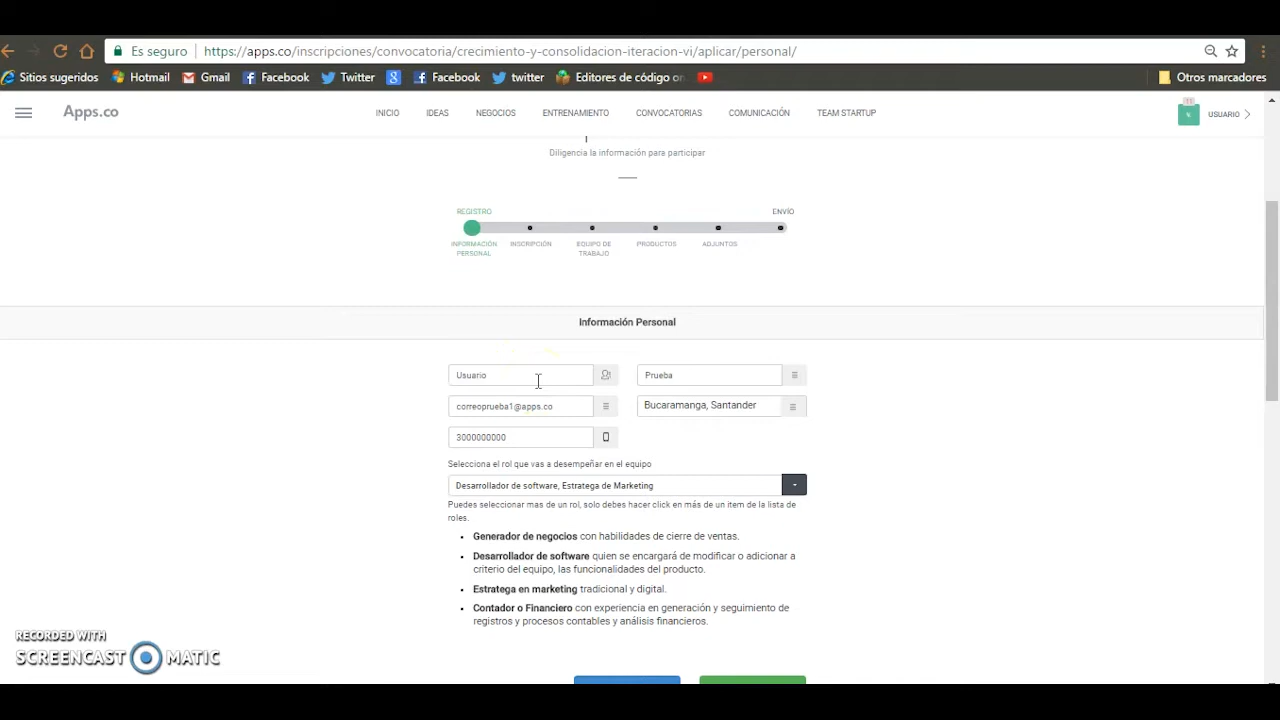 Es seguro https://apps.co/inscripciones/convocatoria/crecimiento-y-consolidacion-iteracion-vi/aplicar/personal/
Sitios sugeridos Hotmail Gmail Facebook Twitter Facebook twitter Editores de código on Otros marcadores
Apps.co INICIO IDEAS NEGOCIOS ENTRENAMIENTO CONVOCATORIAS COMUNICACIÓN TEAM STARTUP USUARIO
Diligencia la información para participar
REGISTRO ENVÍO
INFORMACIÓN PERSONAL INSCRIPCIÓN EQUIPO DE TRABAJO PRODUCTOS ADJUNTOS
Información Personal
Usuario Prueba
correoprueba1@apps.co Bucaramanga, Santander
3000000000
Selecciona el rol que vas a desempeñar en el equipo
Desarrollador de software, Estratega de Marketing
Puedes seleccionar mas de un rol, solo debes hacer click en más de un item de la lista de
roles.
Generador de negocios con habilidades de cierre de ventas.
Desarrollador de software quien se encargará de modificar o adicionar a
criterio del equipo, las funcionalidades del producto.
Estratega en marketing tradicional y digital.
Contador o Financiero con experiencia en generación y seguimiento de
registros y procesos contables y análisis financieros.
RECORDED WITH
SCREENCAST MATIC